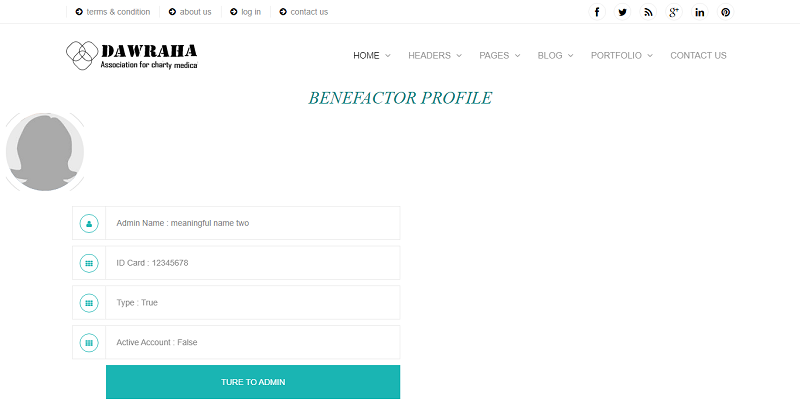 terms & condition about us log in contact us
DAWRAHA
Association for charty medical
HOME HEADERS PAGES BLOG PORTFOLIO CONTACT US
BENEFACTOR PROFILE
Admin Name : meaningful name two
ID Card : 12345678
Type : True
Active Account : False
TURE TO ADMIN